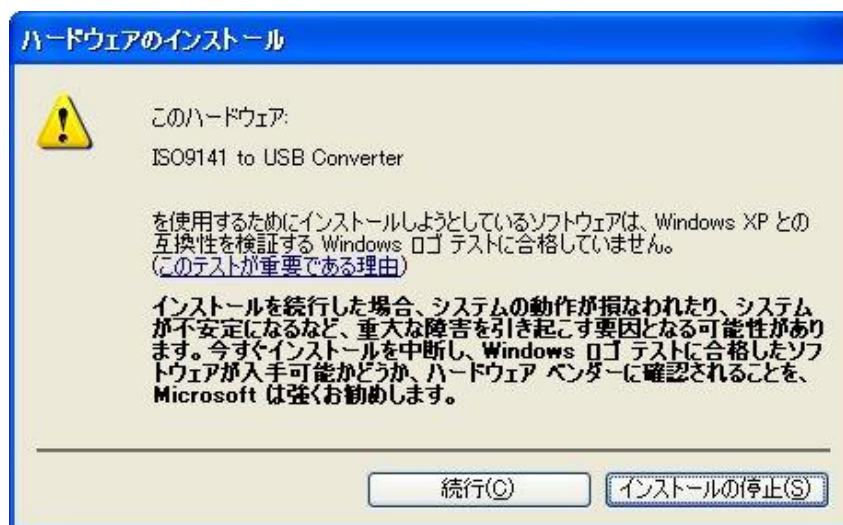 ハードウェアのインストール
このハードウェア:
ISO9141 to USB Converter
を使用するためにインストールしようとしているソフトウェアは、Windows XP との
互換性を検証する Windows ロゴ テストに合格していません。
(このテストが重要である理由)
インストールを続行した場合、システムの動作が損なわれたり、システム
が不安定になるなど、重大な障害を引き起こす要因となる可能性があり
ます。今すぐインストールを中断し、Windows ロゴ テストに合格したソフ
トウェアが入手可能かどうか、ハードウェア ベンダーに確認されることを、
Microsoft は強くお勧めします。
続行(C)
インストールの停止(S)